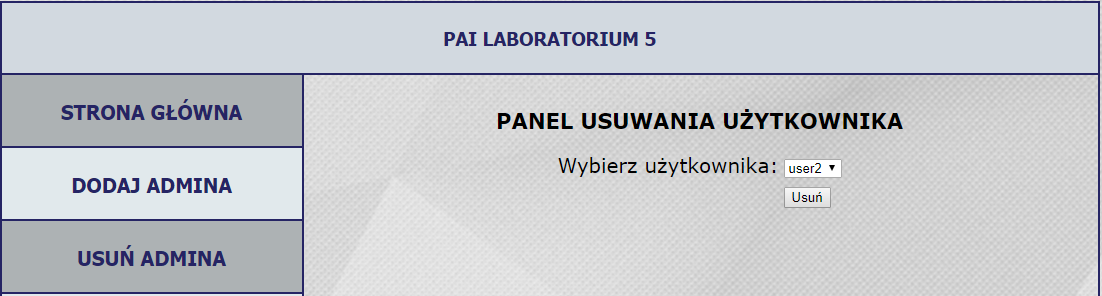 PAI LABORATORIUM 5
STRONA GŁÓWNA
DODAJ ADMINA
USUŃ ADMINA
PANEL USUWANIA UŻYTKOWNIKA
Wybierz użytkownika: user2
Usuń